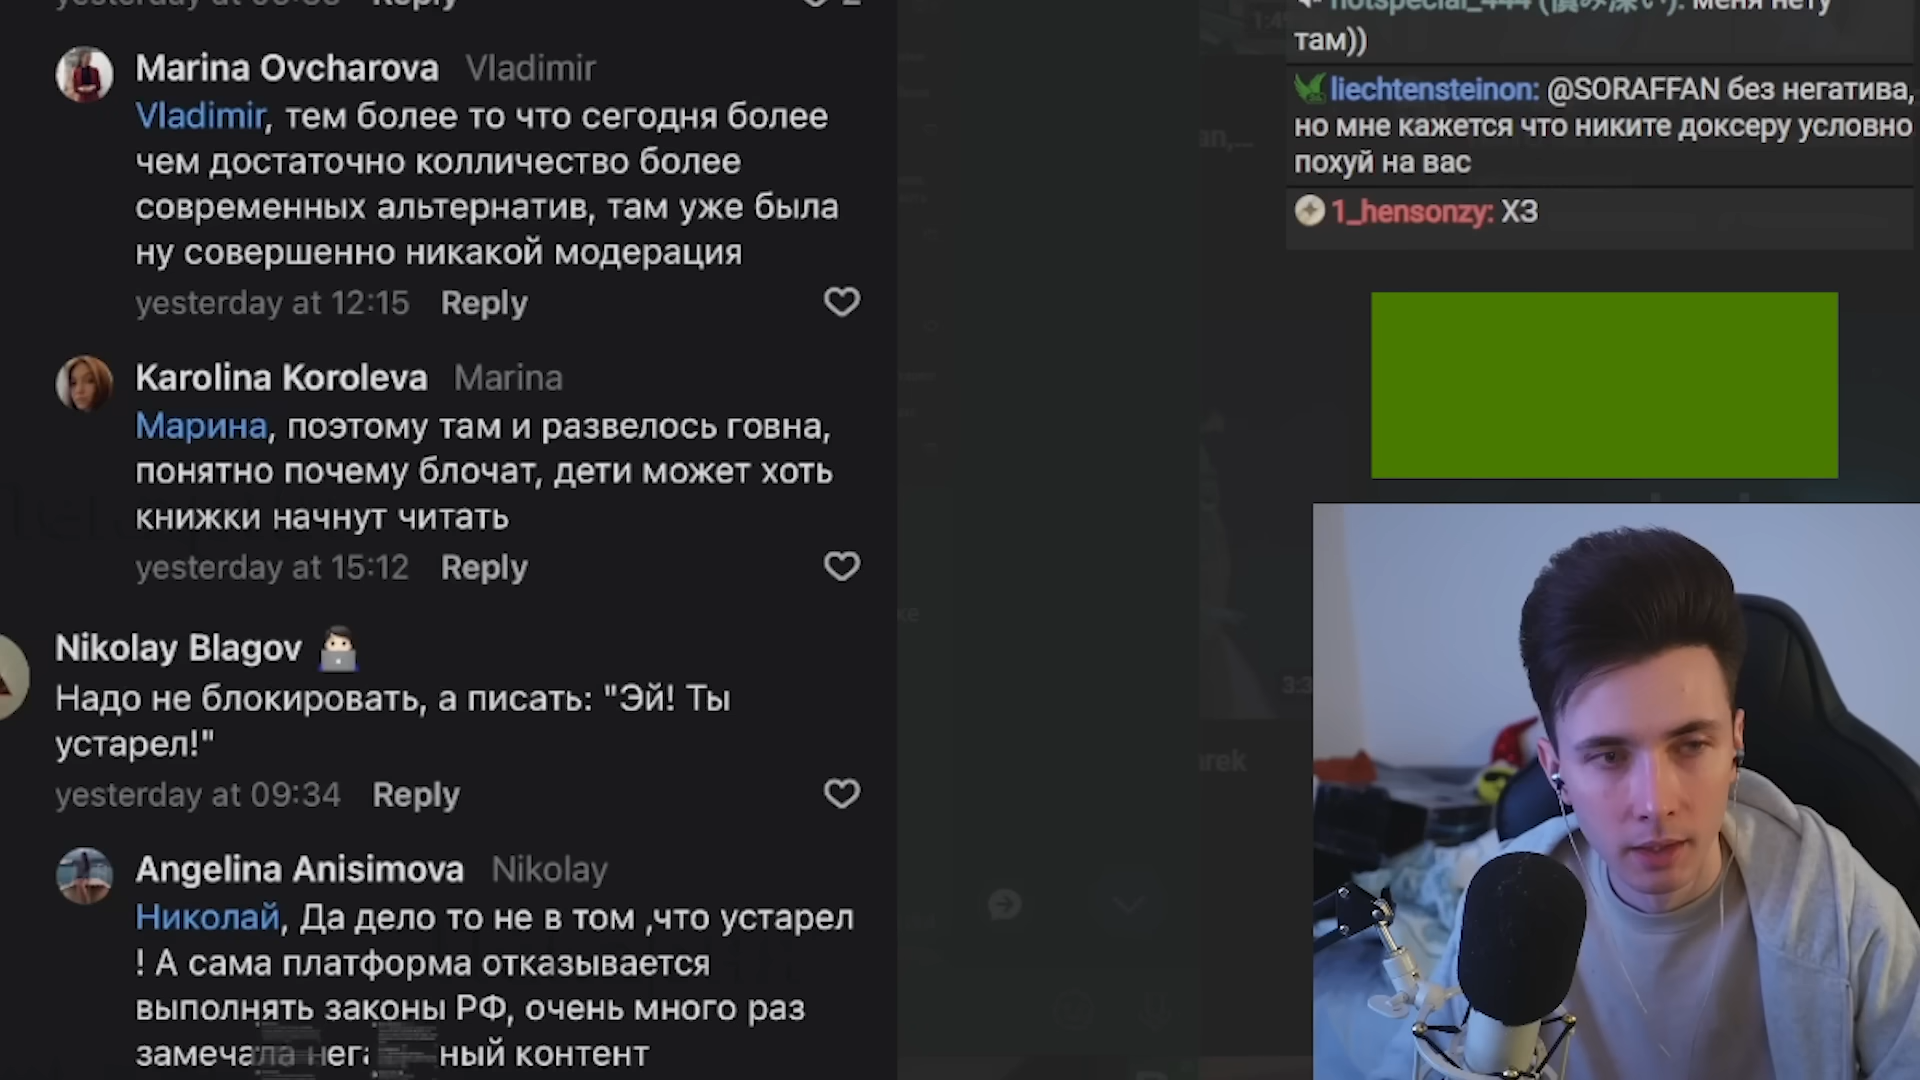 Reply
Marina Ovcharova Vladimir
Vladimir, тем более то что сегодня более
чем достаточно колличество более
современных альтернатив, там уже была
ну совершенно никакой модерация
yesterday at 12:15 Reply
Karolina Koroleva Marina
Марина, поэтому там и развелось говна,
понятно почему блочат, дети может хоть
книжки начнут читать
yesterday at 15:12 Reply
Nikolay Blagov
Надо не блокировать, а писать: "Эй! Ты
устарел!"
yesterday at 09:34 Reply
Angelina Anisimova Nikolay
Николай, Да дело то не в том ,что устарел
! А сама платформа отказывается
выполнять законы РФ, очень много раз
ный контент
меня нету
там))
liechtensteinon: @SORAFFAN без негатива,
но мне кажется что никите доксеру условно
похуй на вас
1_hensonzy: ХЗ